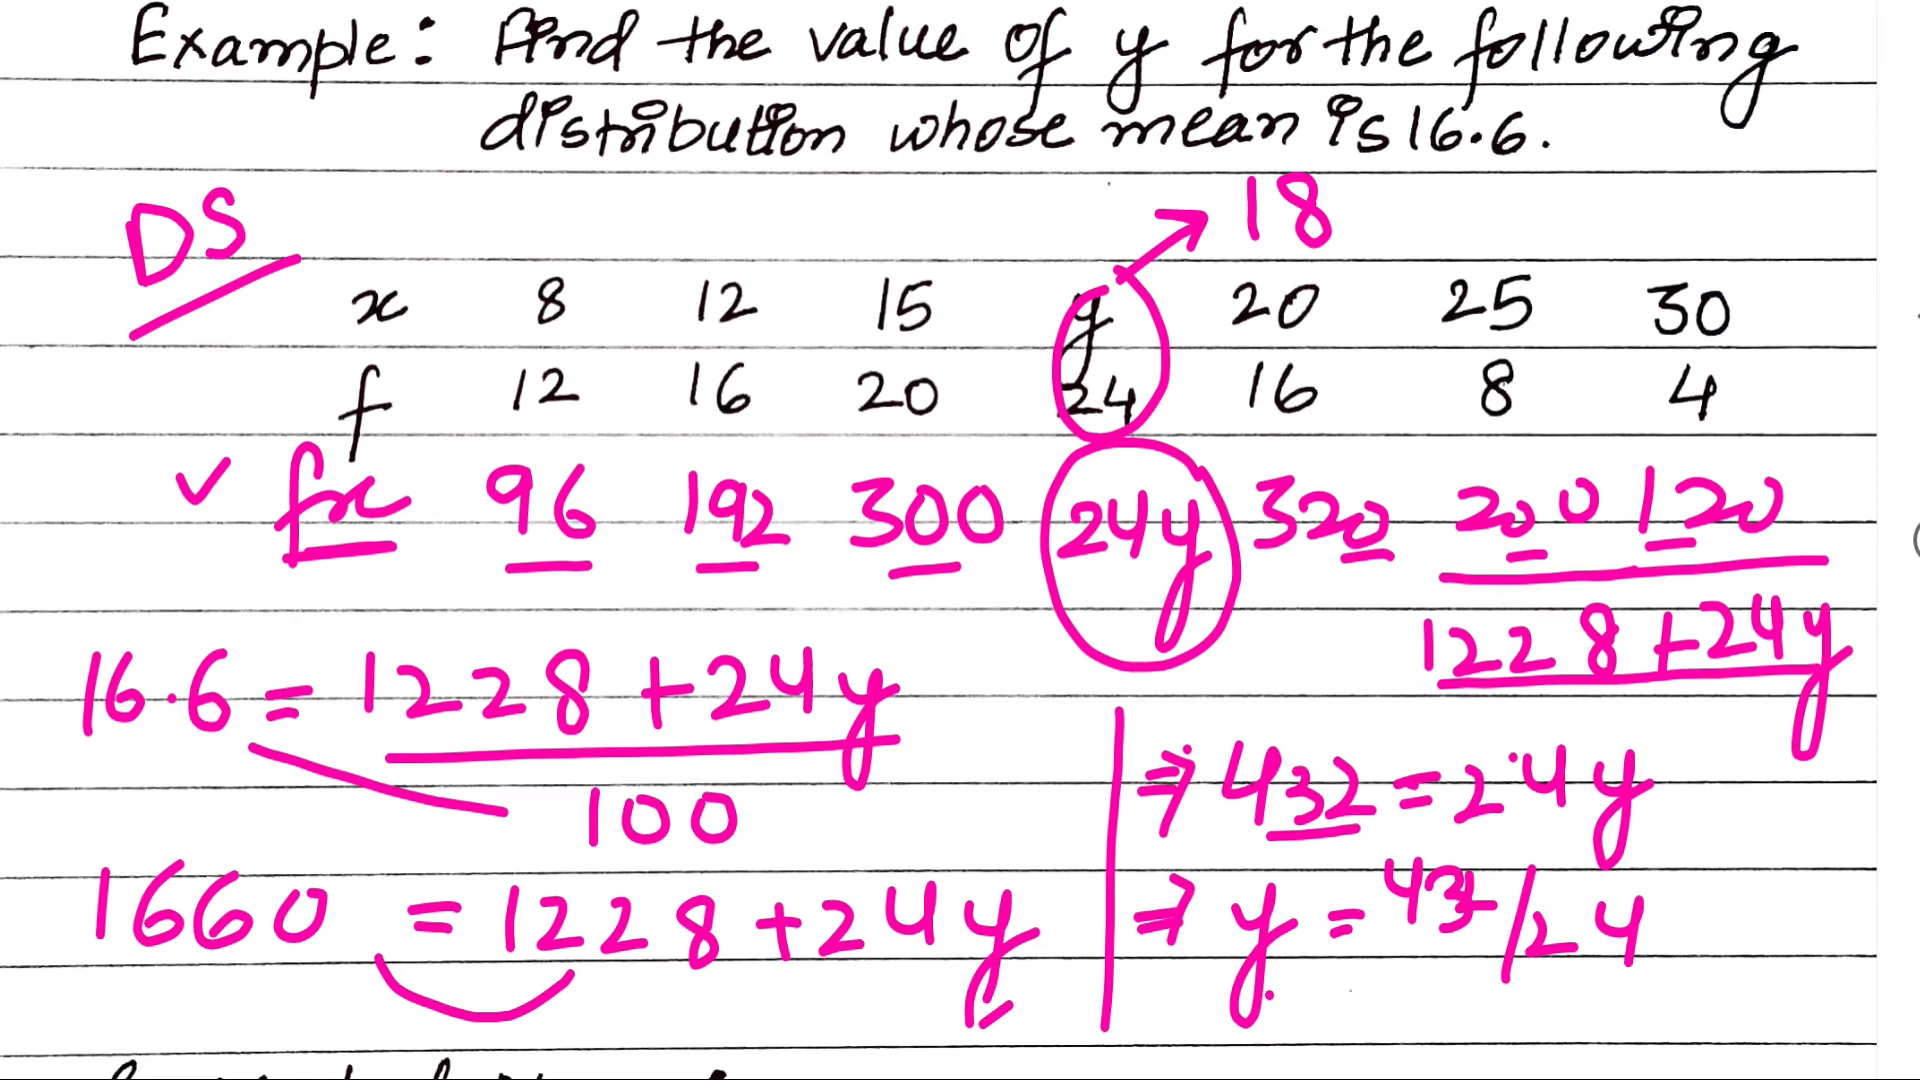 Example: Find the value of y for the following
distribution whose mean is 16.6.
DS
18
x 8 12 15 y 20 25 30
f 12 16 20 24 16 8 4
✓ fx 96 192 300 24y 320 200 120
1228+24y
16.6 = 1228 + 24y
100
1660 = 1228 + 24y
⇒ 432 = 24y
⇒ y = 432/24